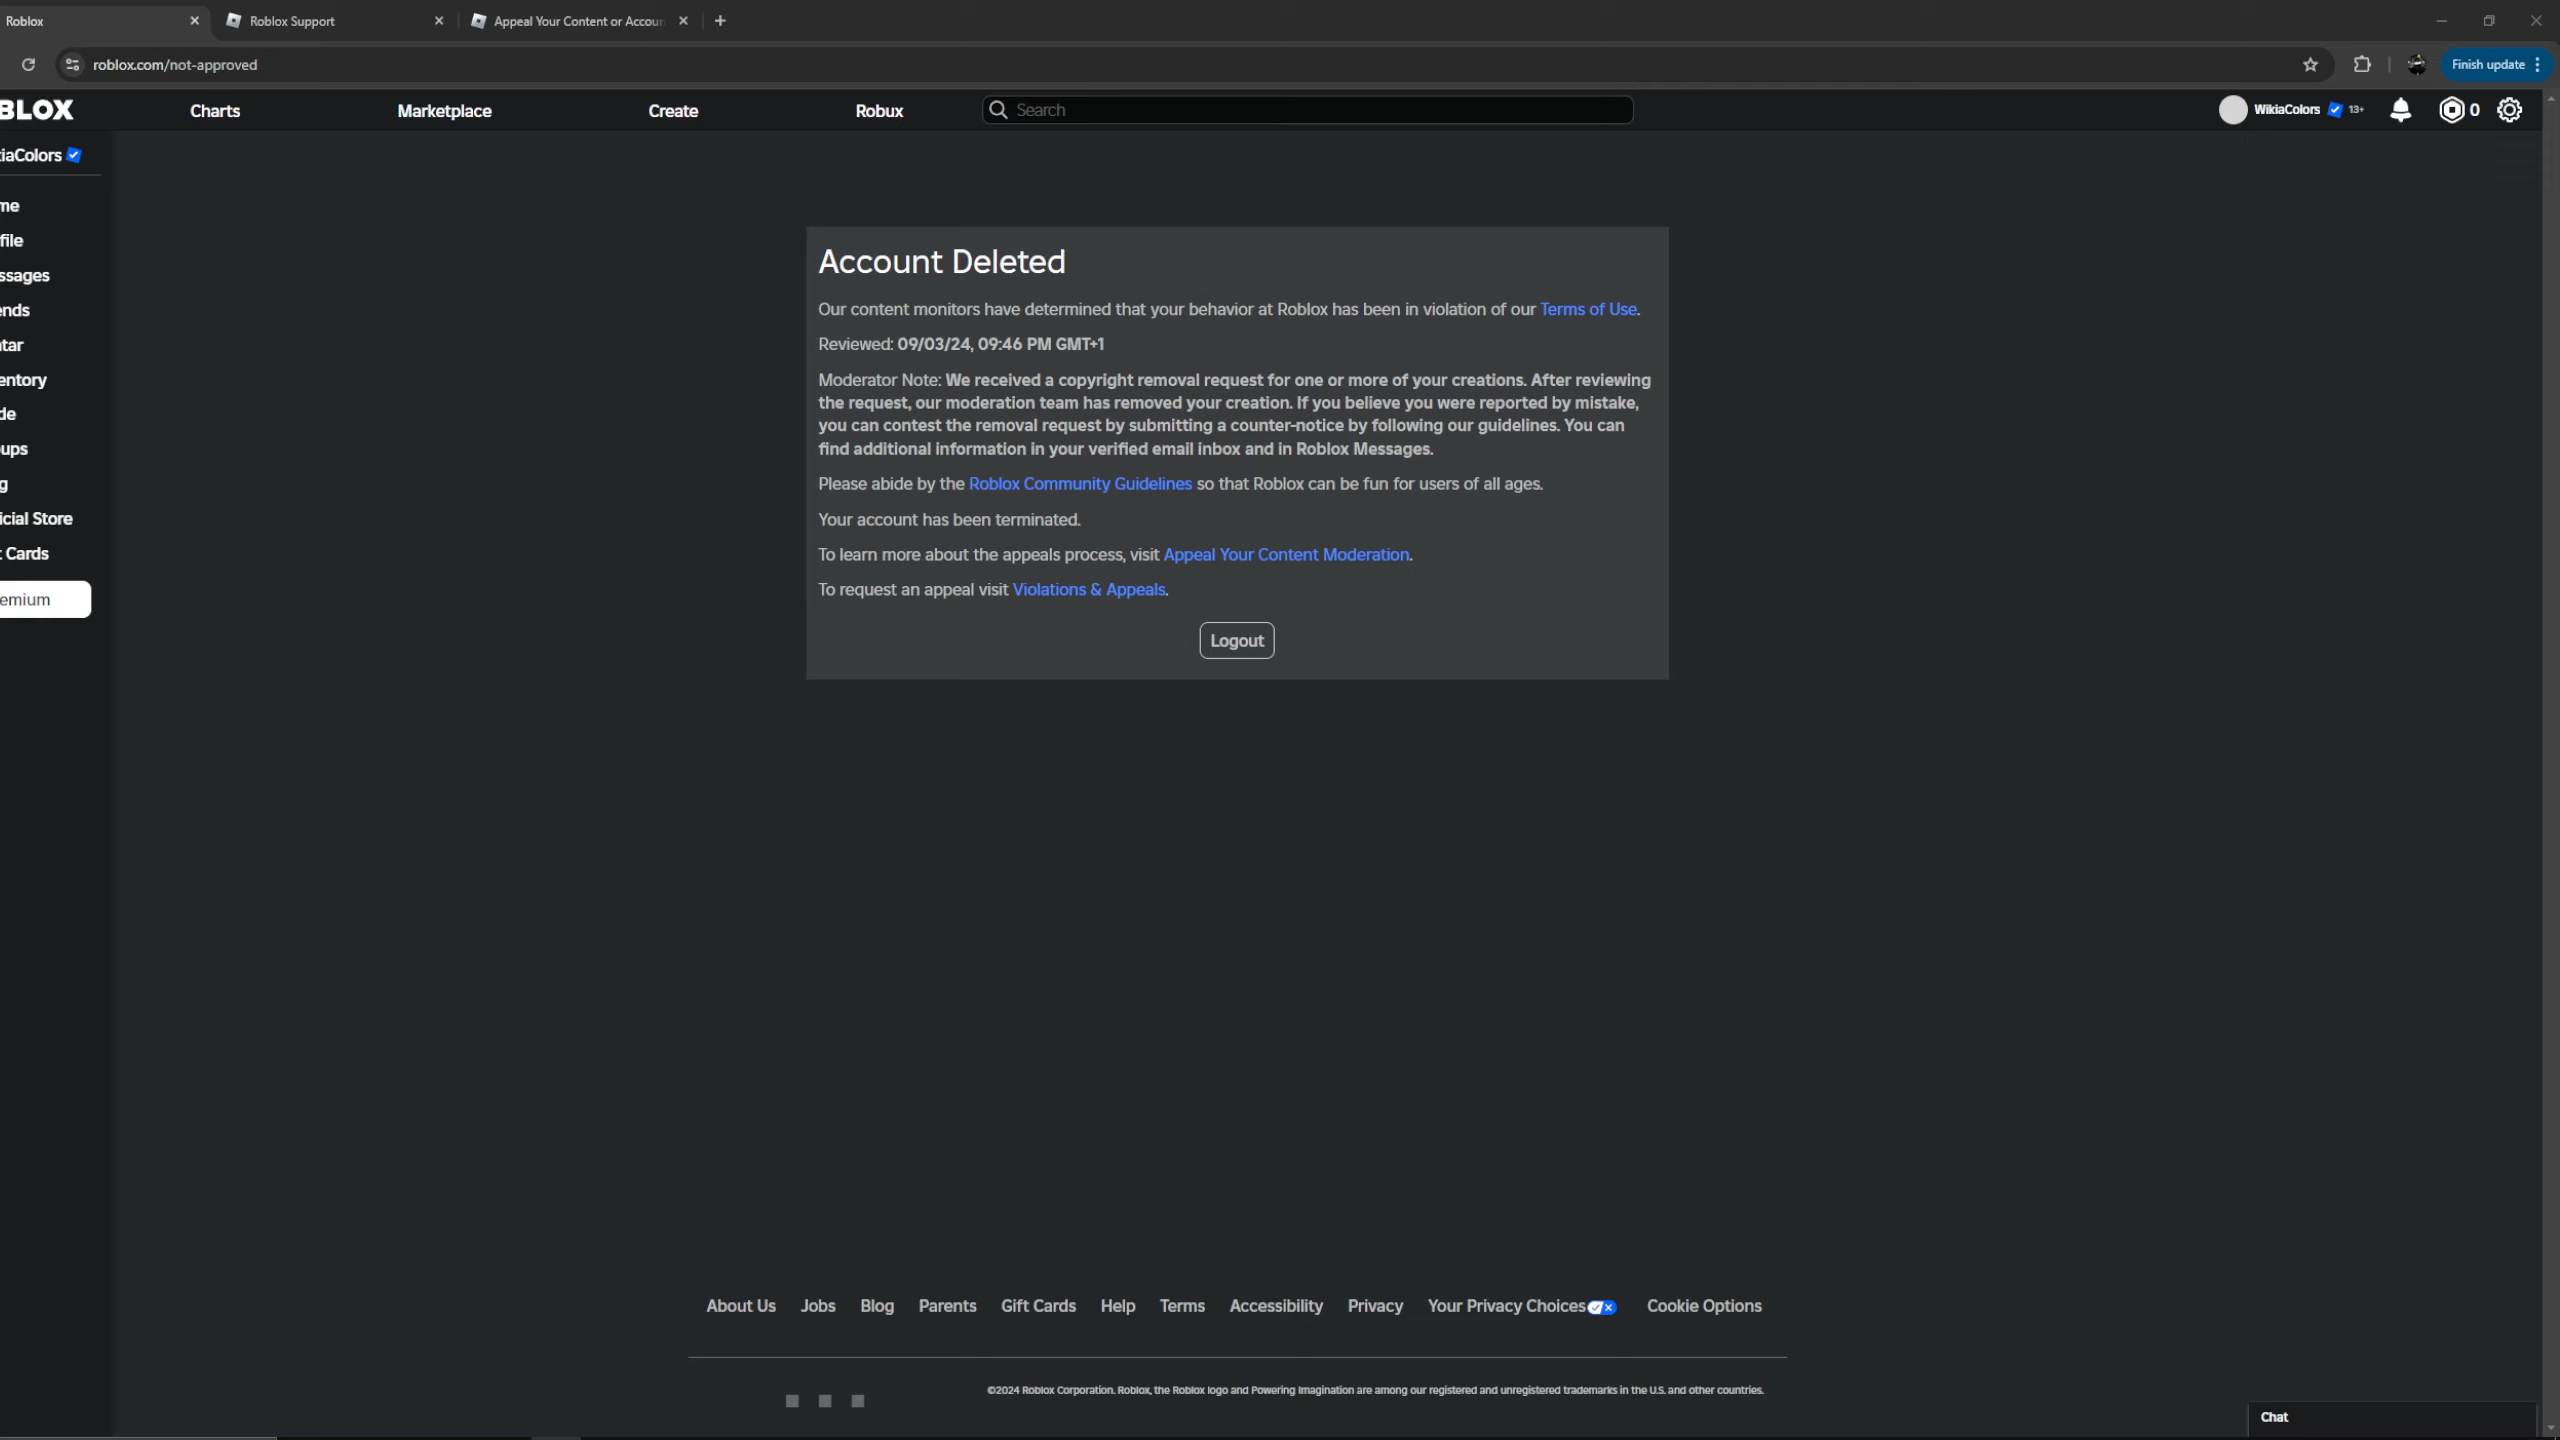 Roblox
Roblox Support
Appeal Your Content or Accoun
roblox.com/not-approved
Finish update
BLOX
Charts
Marketplace
Create
Robux
Search
WikiaColors
13+
0
iaColors
me
file
ssages
ends
tar
entory
de
ups
g
icial Store
t Cards
emium
Account Deleted
Our content monitors have determined that your behavior at Roblox has been in violation of our Terms of Use.
Reviewed: 09/03/24, 09:46 PM GMT+1
Moderator Note: We received a copyright removal request for one or more of your creations. After reviewing
the request, our moderation team has removed your creation. If you believe you were reported by mistake,
you can contest the removal request by submitting a counter-notice by following our guidelines. You can
find additional information in your verified email inbox and in Roblox Messages.
Please abide by the Roblox Community Guidelines so that Roblox can be fun for users of all ages.
Your account has been terminated.
To learn more about the appeals process, visit Appeal Your Content Moderation.
To request an appeal visit Violations & Appeals.
Logout
About Us
Jobs
Blog
Parents
Gift Cards
Help
Terms
Accessibility
Privacy
Your Privacy Choices
Cookie Options
©2024 Roblox Corporation. Roblox, the Roblox logo and Powering Imagination are among our registered and unregistered trademarks in the U.S. and other countries.
Chat